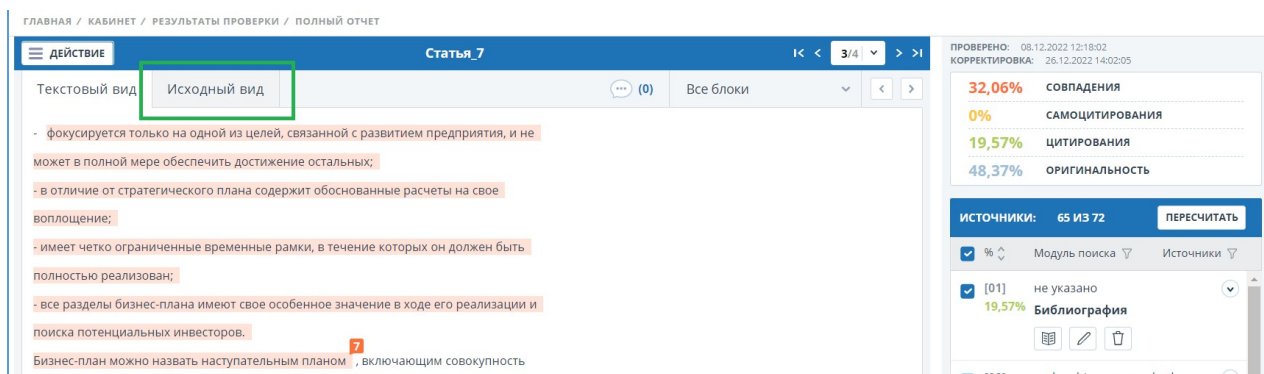 ГЛАВНАЯ / КАБИНЕТ / РЕЗУЛЬТАТЫ ПРОВЕРКИ / ПОЛНЫЙ ОТЧЕТ
ДЕЙСТВИЕ
Статья_7
3/4
Текстовый вид
Исходный вид
(0)
Все блоки
- фокусируется только на одной из целей, связанной с развитием предприятия, и не
может в полной мере обеспечить достижение остальных;
- в отличие от стратегического плана содержит обоснованные расчеты на свое
воплощение;
- имеет четко ограниченные временные рамки, в течение которых он должен быть
полностью реализован;
- все разделы бизнес-плана имеют свое особенное значение в ходе его реализации и
поиска потенциальных инвесторов.
7
Бизнес-план можно назвать наступательным планом , включающим совокупность
ПРОВЕРЕНО: 08.12.2022 12:18:02
КОРРЕКТИРОВКА: 26.12.2022 14:02:05
32,06% СОВПАДЕНИЯ
0% САМОЦИТИРОВАНИЯ
19,57% ЦИТИРОВАНИЯ
48,37% ОРИГИНАЛЬНОСТЬ
ИСТОЧНИКИ: 65 ИЗ 72 ПЕРЕСЧИТАТЬ
% Модуль поиска Источники
[01] не указано
19,57% Библиография